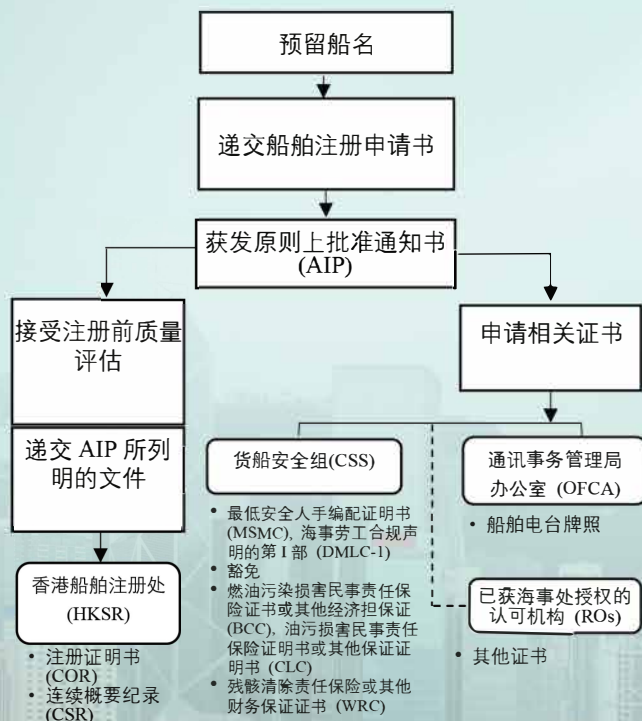 预留船名
递交船舶注册申请书
获发原则上批准通知书
(AIP)
接受注册前质量
评估
递交 AIP 所列
明的文件
香港船舶注册处
(HKSR)
• 注册证明书
(COR)
• 连续概要纪录
(CSR)
申请相关证书
货船安全组(CSS)
• 最低安全人手编配证明书
(MSMC), 海事劳工合规声
明的第 I 部 (DMLC-1)
• 豁免
• 燃油污染损害民事责任保
险证书或其他经济担保证
(BCC), 油污损害民事责任
保险证明书或其他保证证
明书 (CLC)
• 残骸清除责任保险或其他
财务保证证书 (WRC)
通讯事务管理局
办公室 (OFCA)
• 船舶电台牌照
已获海事处授权的
认可机构 (ROs)
• 其他证书